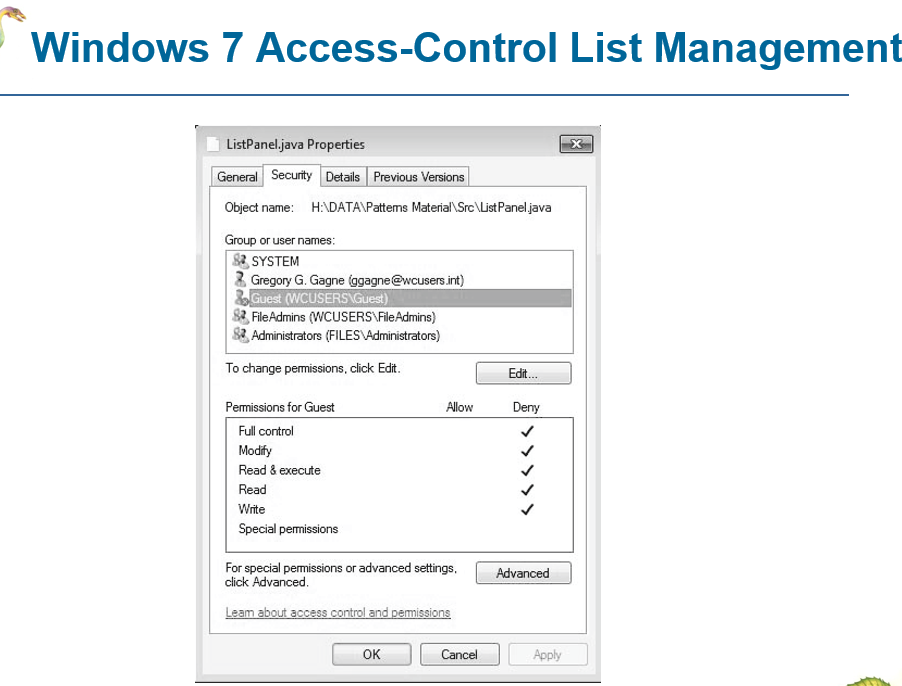 Windows 7 Access-Control List Management
ListPanel.java Properties
General Security Details Previous Versions
Object name: H:\DATA\Patterns Material\Src\ListPanel.java
Group or user names:
SYSTEM
Gregory G. Gagne (ggagne@wcusers.int)
Guest (WCUSERS\Guest)
FileAdmins (WCUSERS\FileAdmins)
Administrators (FILES\Administrators)
To change permissions, click Edit.
Edit...
Permissions for Guest Allow Deny
Full control
Modify
Read & execute
Read
Write
Special permissions
For special permissions or advanced settings,
click Advanced.
Advanced
Learn about access control and permissions
OK Cancel Apply